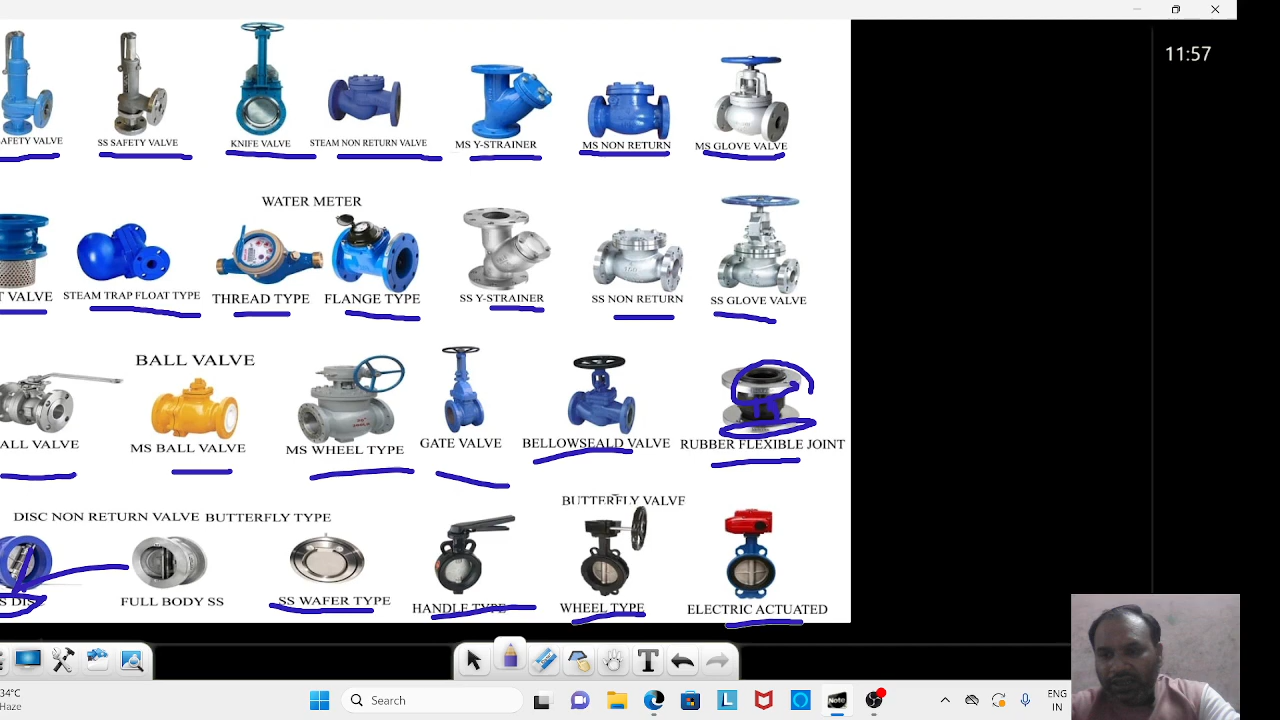 11:57
AFETY VALVE
SS SAFETY VALVE
KNIFE VALVE
STEAM NON RETURN VALVE
MS Y-STRAINER
MS NON RETURN
MS GLOVE VALVE
WATER METER
T VALVE
STEAM TRAP FLOAT TYPE
THREAD TYPE
FLANGE TYPE
SS Y-STRAINER
SS NON RETURN
SS GLOVE VALVE
BALL VALVE
ALL VALVE
MS BALL VALVE
MS WHEEL TYPE
GATE VALVE
BELLOWSEALD VALVE
RUBBER FLEXIBLE JOINT
DISC NON RETURN VALVE
BUTTERFLY TYPE
BUTTERFLY VALVE
S DISC
FULL BODY SS
SS WAFER TYPE
HANDLE TYPE
WHEEL TYPE
ELECTRIC ACTUATED
T
34°C
Haze
Search
L
Note
ENG
IN